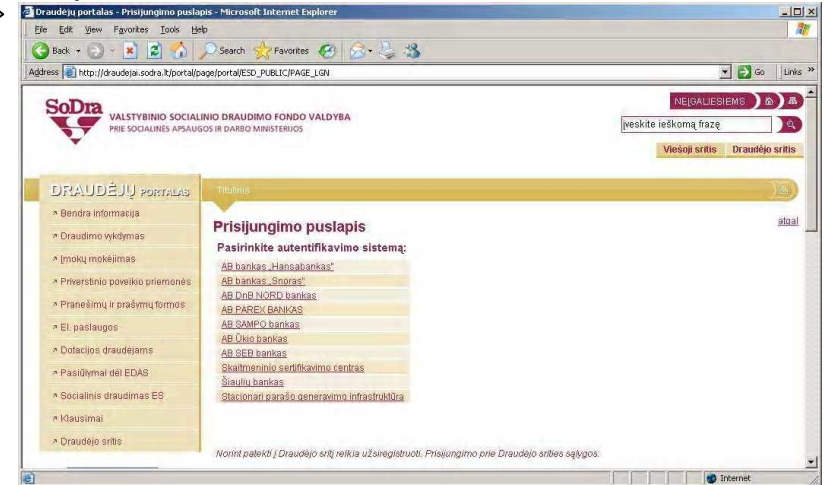 Draudėjų portalas - Prisijungimo puslapis - Microsoft Internet Explorer
File Edit View Favorites Tools Help
Back Search Favorites
Address http://draudejai.sodra.lt/portal/page/portal/ESD_PUBLIC/PAGE_LGN Go Links »
SoDra
VALSTYBINIO SOCIALINIO DRAUDIMO FONDO VALDYBA
PRIE SOCIALINĖS APSAUGOS IR DARBO MINISTERIJOS
NEĮGALIESIEMS
Įveskite ieškomą frazę
Viešoji sritis Draudėjo sritis
DRAUDĖJŲ PORTALAS
Titulinis
Bendra informacija
Draudimo vykdymas
Įmokų mokėjimas
Priverstinio poveikio priemonės
Pranešimų ir prašymų formos
El. paslaugos
Dotacijos draudėjams
Pasiūlymai dėl EDAS
Socialinis draudimas ES
Klausimai
Draudėjo sritis
atgal
Prisijungimo puslapis
Pasirinkite autentifikavimo sistemą:
AB bankas „Hansabankas"
AB bankas „Snoras"
AB DnB NORD bankas
AB PAREX BANKAS
AB SAMPO bankas
AB Ūkio bankas
AB SEB bankas
Skaitmeninio sertifikavimo centras
Šiaulių bankas
Stacionari parašo generavimo infrastruktūra
Norint patekti į Draudėjo sritį reikia užsiregistruoti. Prisijungimo prie Draudėjo srities sąlygos.
Internet